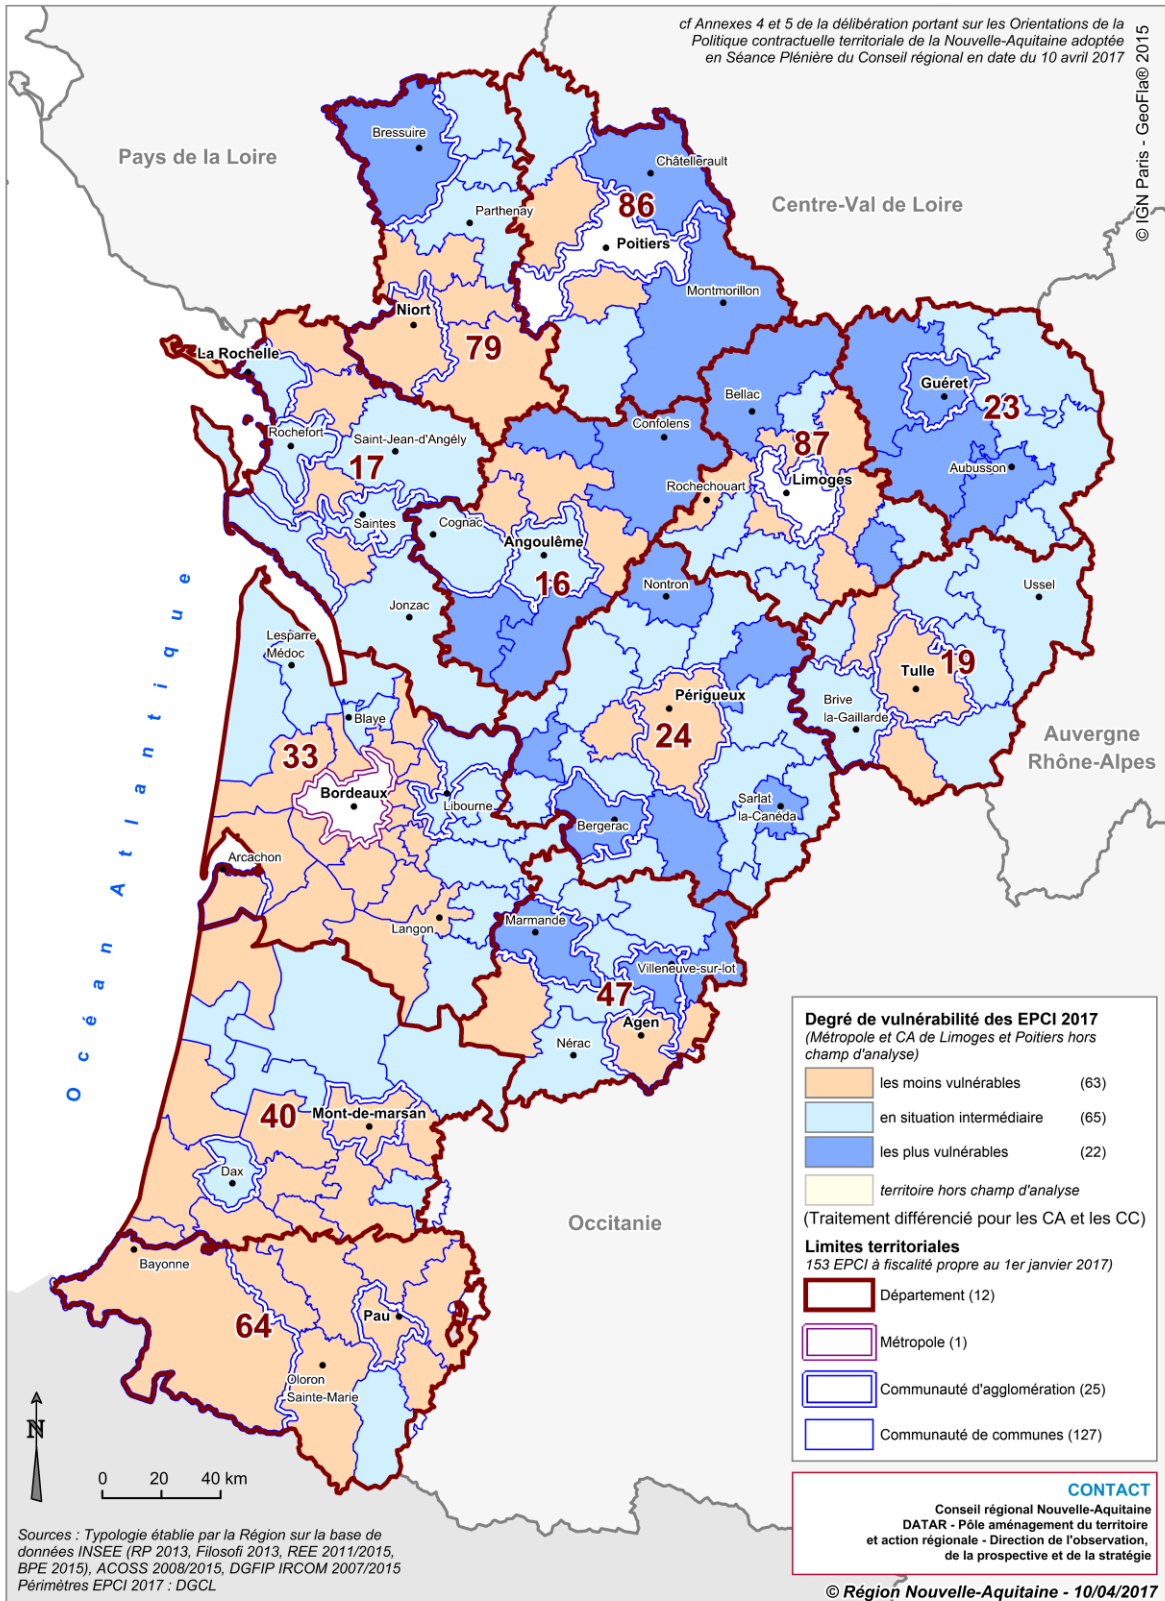 cf Annexes 4 et 5 de la délibération portant sur les Orientations de la
Politique contractuelle territoriale de la Nouvelle-Aquitaine adoptée
en Séance Plénière du Conseil régional en date du 10 avril 2017
© IGN Paris - GeoFla® 2015
Pays de la Loire
Centre-Val de Loire
Bressuire
Châtellerault
Parthenay
86
Poitiers
Montmorillon
Niort
79
La Rochelle
Guéret
23
Bellac
Confolens
Rochefort
Saint-Jean-d'Angély
17
87
Aubusson
Limoges
Rochechouart
Saintes
Cognac
Angoulême
16
Nontron
Ussel
Jonzac
Lesparre
Médoc
19
Tulle
Périgueux
Brive
la-Gaillarde
Blaye
24
33
Auvergne
Rhône-Alpes
Bordeaux
Libourne
Sarlat
la-Canéda
Bergerac
Arcachon
Langon
Marmande
Villeneuve-sur-lot
47
Agen
Nérac
Océan Atlantique
40
Mont-de-marsan
Dax
Occitanie
Bayonne
64
Pau
Oloron
Sainte-Marie
Degré de vulnérabilité des EPCI 2017
(Métropole et CA de Limoges et Poitiers hors
champ d'analyse)
les moins vulnérables (63)
en situation intermédiaire (65)
les plus vulnérables (22)
territoire hors champ d'analyse
(Traitement différencié pour les CA et les CC)
Limites territoriales
153 EPCI à fiscalité propre au 1er janvier 2017)
Département (12)
Métropole (1)
Communauté d'agglomération (25)
Communauté de communes (127)
N
0 20 40 km
CONTACT
Conseil régional Nouvelle-Aquitaine
DATAR - Pôle aménagement du territoire
et action régionale - Direction de l'observation,
de la prospective et de la stratégie
Sources : Typologie établie par la Région sur la base de
données INSEE (RP 2013, Filosofi 2013, REE 2011/2015,
BPE 2015), ACOSS 2008/2015, DGFIP IRCOM 2007/2015
Périmètres EPCI 2017 : DGCL
© Région Nouvelle-Aquitaine - 10/04/2017